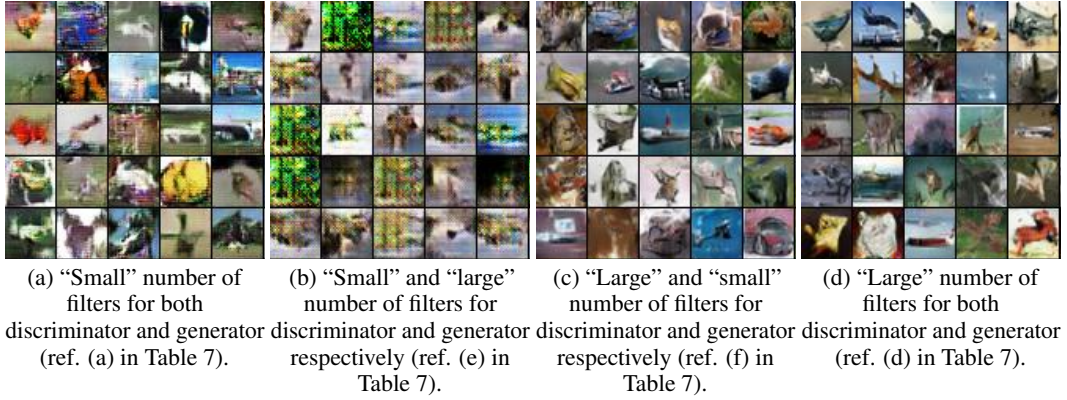 (a) “Small” number of
filters for both
discriminator and generator
(ref. (a) in Table 7).
(b) “Small” and “large”
number of filters for
discriminator and generator
respectively (ref. (e) in
Table 7).
(c) “Large” and “small”
number of filters for
discriminator and generator
respectively (ref. (f) in
Table 7).
(d) “Large” number of
filters for both
discriminator and generator
(ref. (d) in Table 7).